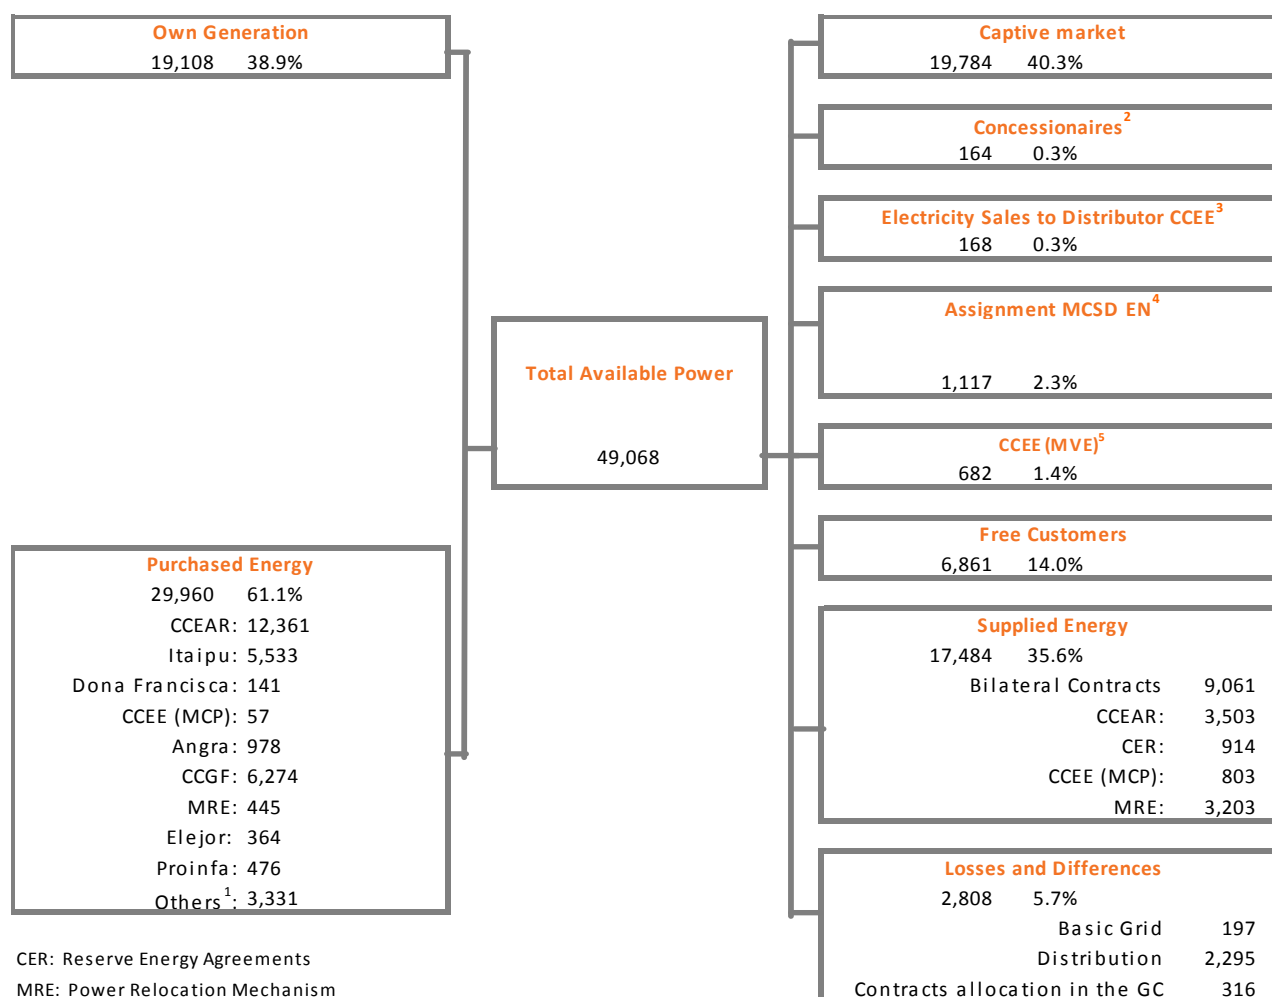 Own Generation
19,108 38.9%
Purchased Energy
29,960 61.1%
CCEAR: 12,361
Itaipu: 5,533
Dona Francisca: 141
CCEE (MCP): 57
Angra: 978
CCGF: 6,274
MRE: 445
Elejor: 364
Proinfa: 476
Others1: 3,331
CER: Reserve Energy Agreements
MRE: Power Relocation Mechanism
Total Available Power
49,068
Captive market
19,784 40.3%
Concessionaires2
164 0.3%
Electricity Sales to Distributor CCEE3
168 0.3%
Assignment MCSD EN4
1,117 2.3%
CCEE (MVE)5
682 1.4%
Free Customers
6,861 14.0%
Supplied Energy
17,484 35.6%
Bilateral Contracts 9,061
CCEAR: 3,503
CER: 914
CCEE (MCP): 803
MRE: 3,203
Losses and Differences
2,808 5.7%
Basic Grid 197
Distribution 2,295
Contracts allocation in the GC 316